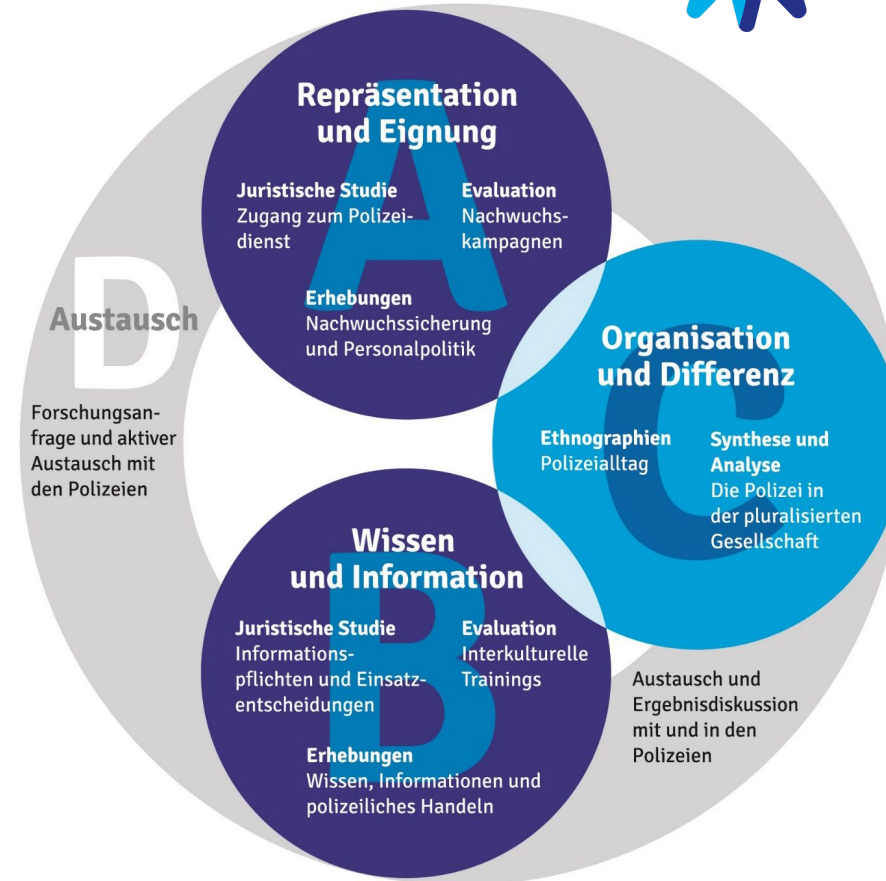 A
Repräsentation
und Eignung
Juristische Studie
Zugang zum Polizei-
dienst
Evaluation
Nachwuchs-
kampagnen
Erhebungen
Nachwuchssicherung
und Personalpolitik
D
Austausch
Forschungsan-
frage und aktiver
Austausch mit
den Polizeien
C
Organisation
und Differenz
Ethnographien
Polizeialltag
Synthese und
Analyse
Die Polizei in
der pluralisierten
Gesellschaft
B
Wissen
und Information
Juristische Studie
Informations-
pflichten und Einsatz-
entscheidungen
Evaluation
Interkulturelle
Trainings
Erhebungen
Wissen, Informationen und
polizeiliches Handeln
Austausch und
Ergebnisdiskussion
mit und in den
Polizeien